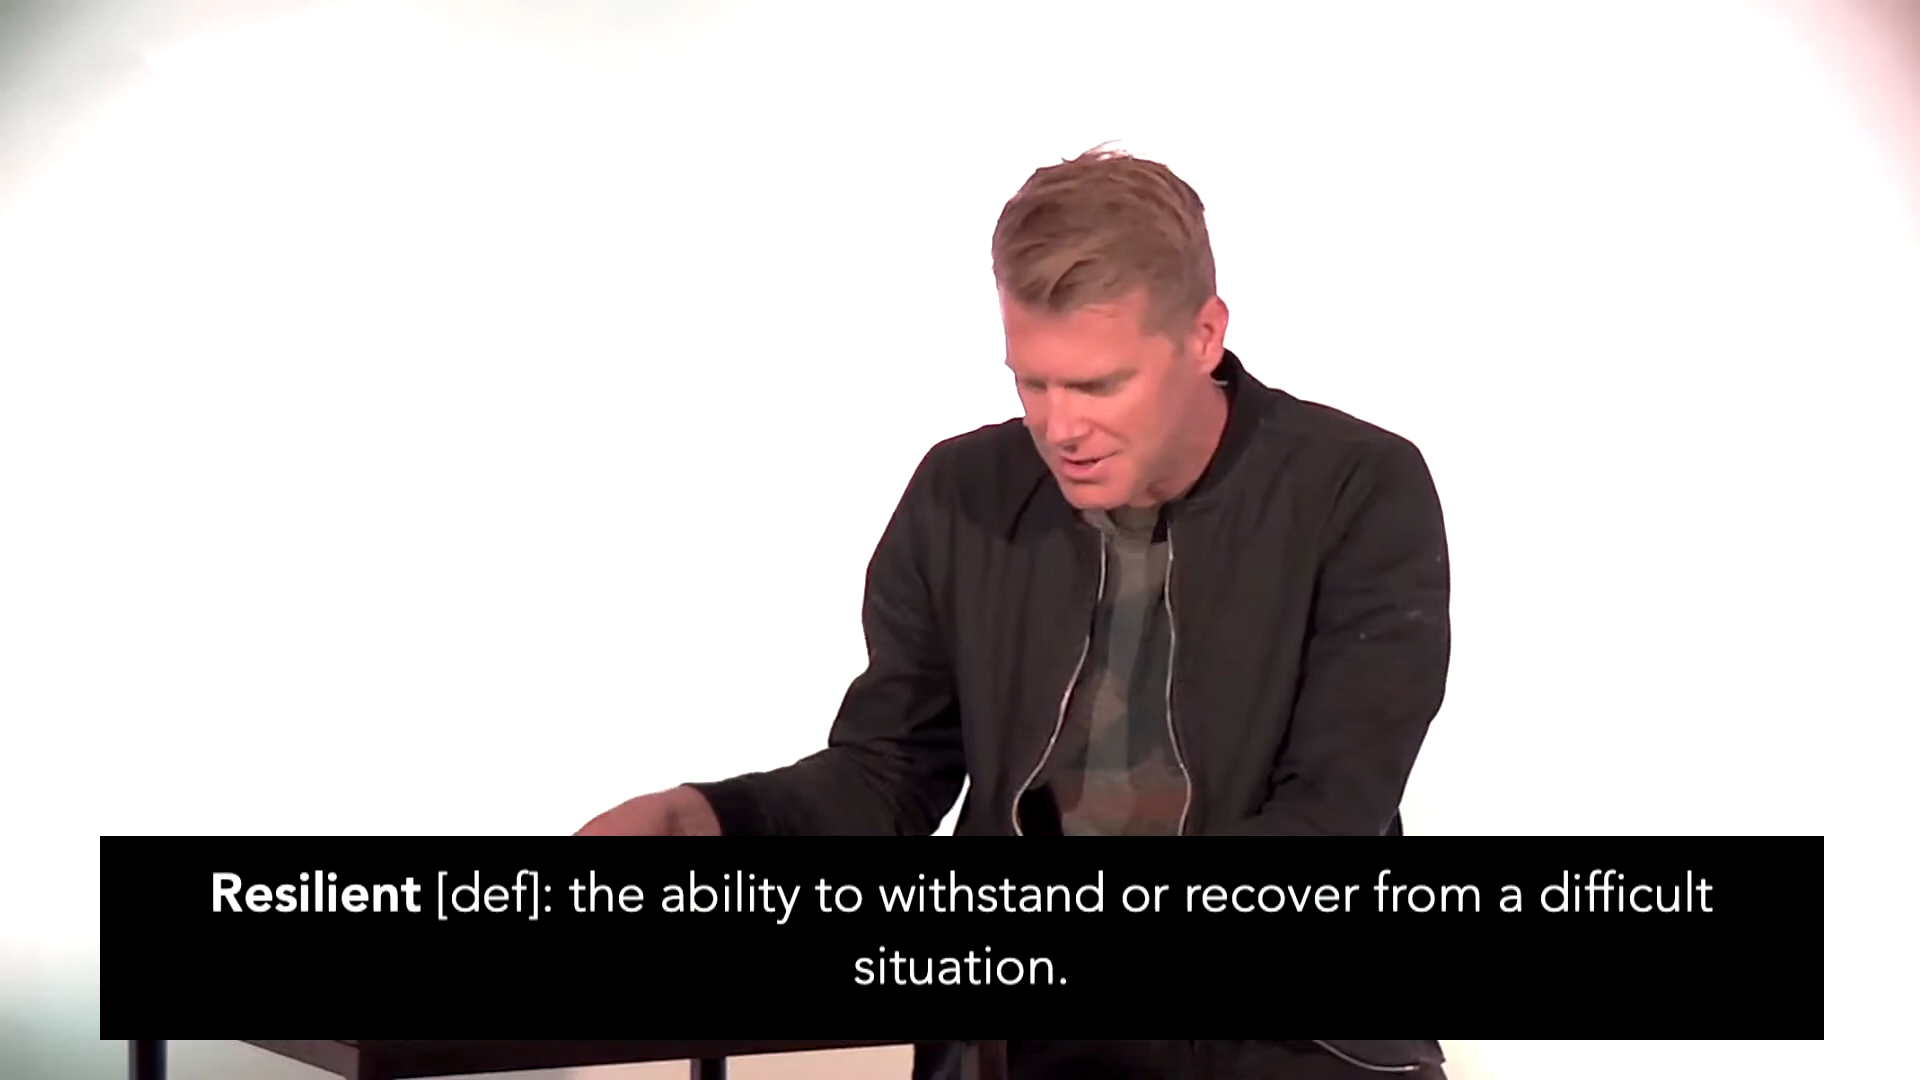 Resilient [def]: the ability to withstand or recover from a difficult
situation.